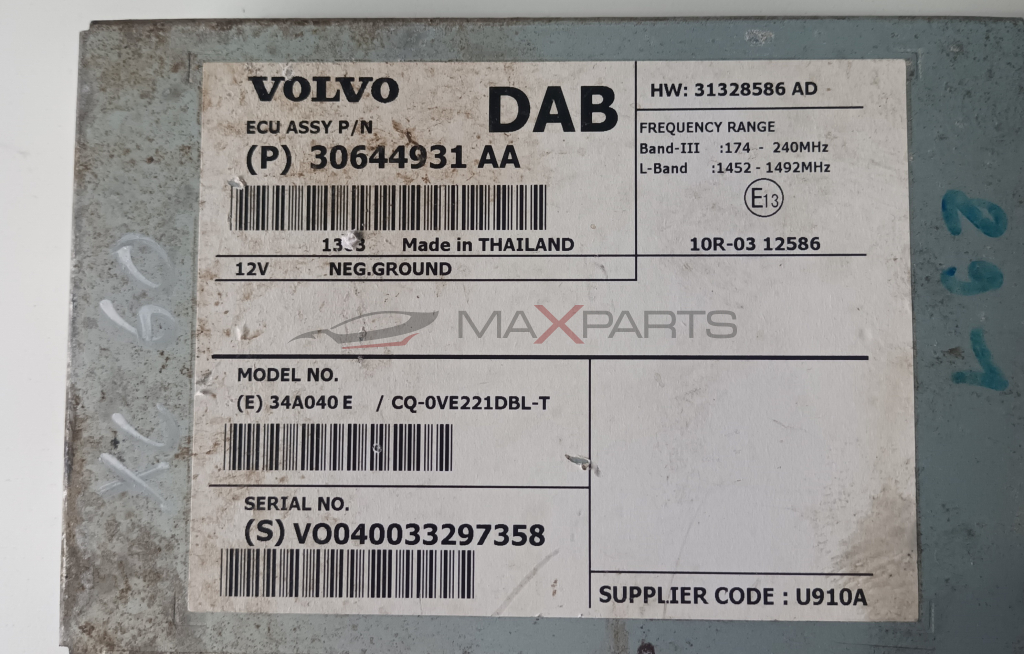 VOLVO
DAB
ECU ASSY P/N
(P) 30644931 AA
Made in THAILAND
12V NEG.GROUND
HW: 31328586 AD
FREQUENCY RANGE
Band-III :174 - 240MHz
L-Band :1452 - 1492MHz
E13
10R-03 12586
MAXPARTS
MODEL NO.
(E) 34A040 E / CQ-0VE221DBL-T
SERIAL NO.
(S) VO040033297358
SUPPLIER CODE : U910A
XC 60